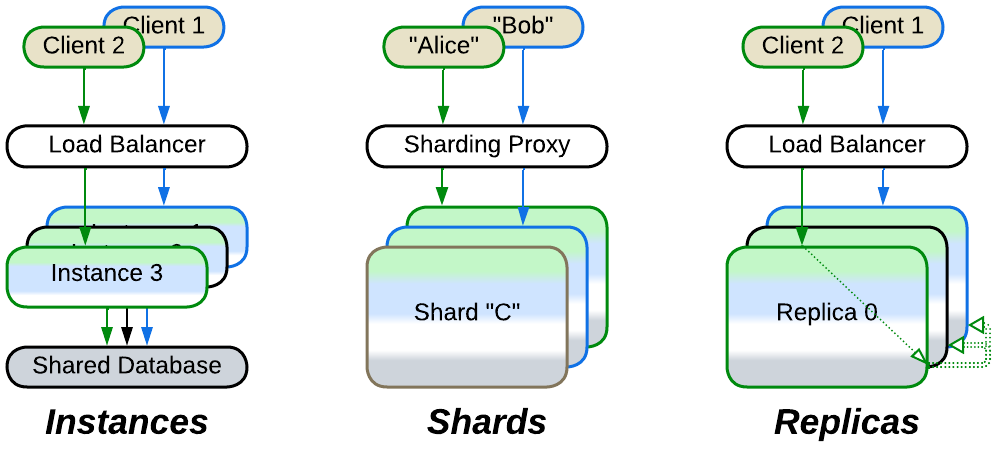 Client 1
Client 2
Load Balancer
Instance 3
Shared Database
Instances
"Bob"
"Alice"
Sharding Proxy
Shard "C"
Shards
Client 1
Client 2
Load Balancer
Replica 0
Replicas